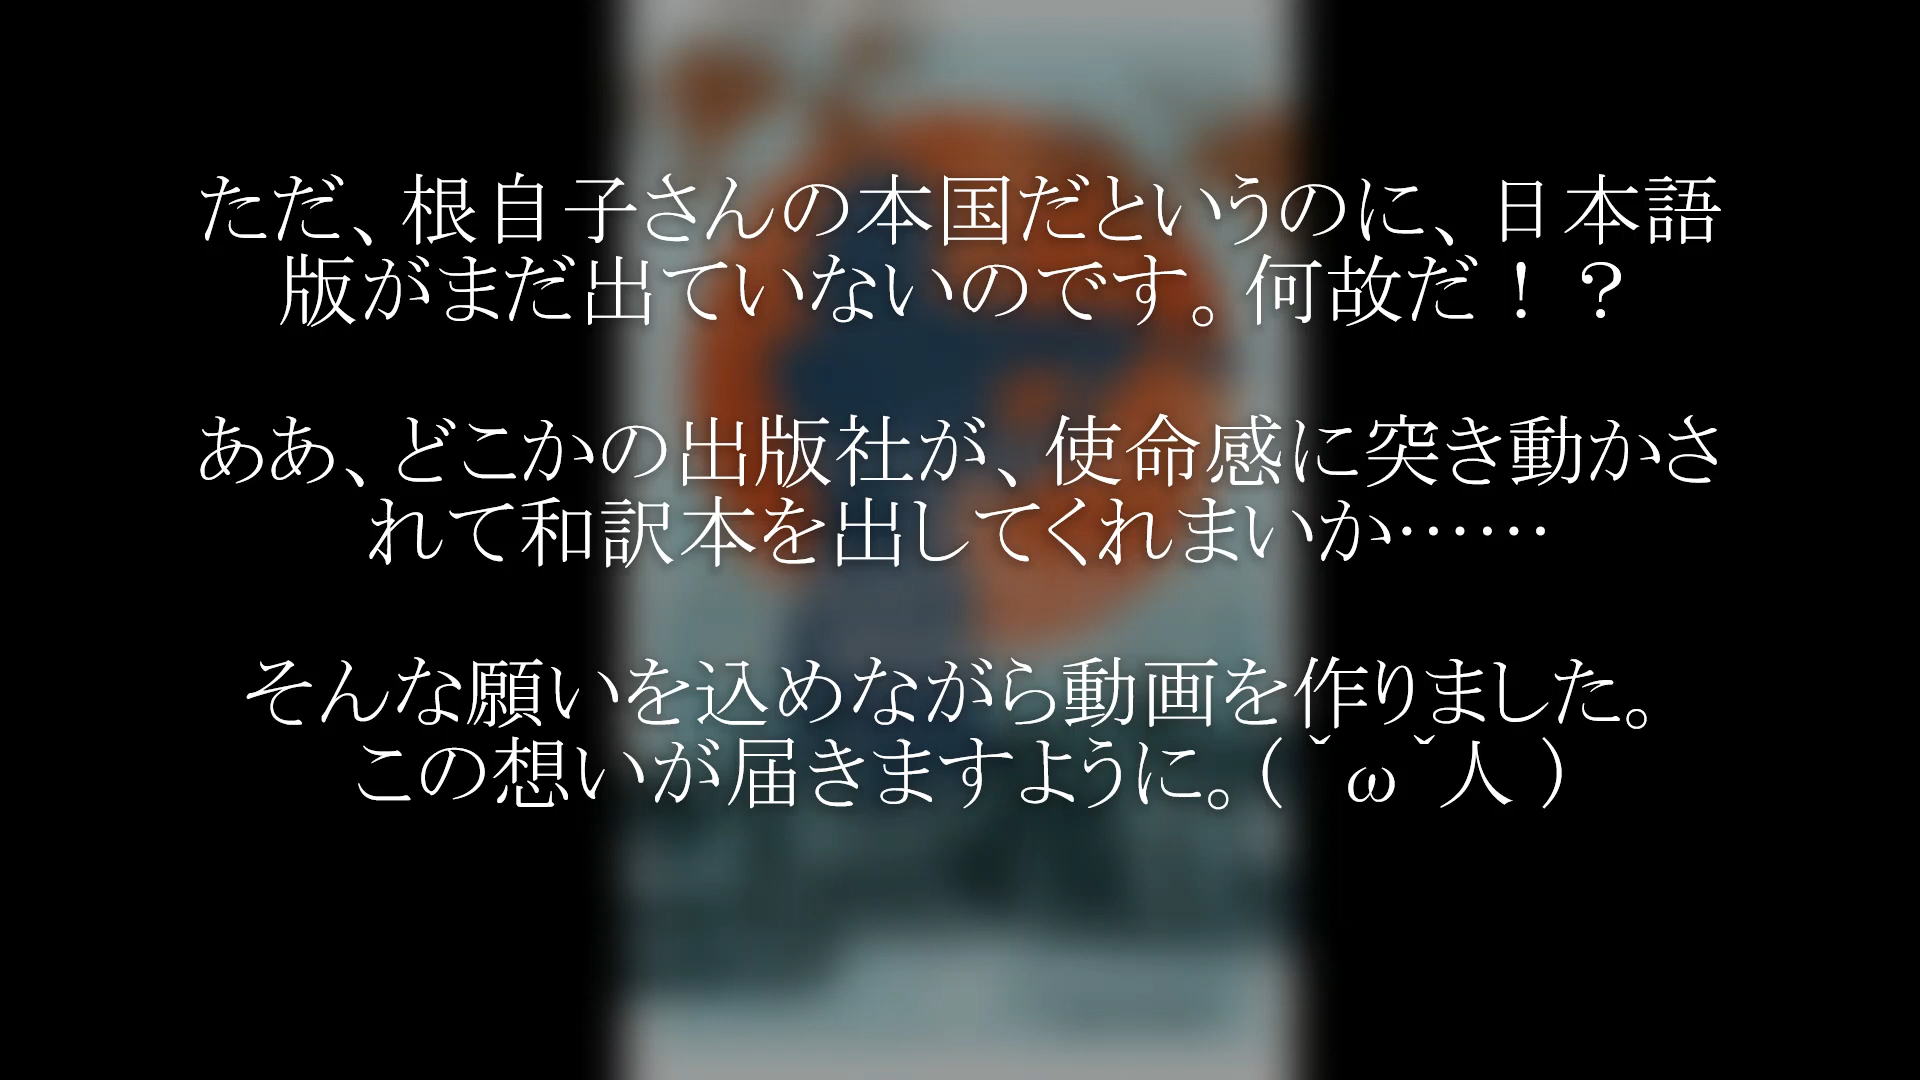 ただ、根自子さんの本国だというのに、日本語
版がまだ出ていないのです。何故だ！？
ああ、どこかの出版社が、使命感に突き動かさ
れて和訳本を出してくれまいか……
そんな願いを込めながら動画を作りました。
この想いが届きますように。( ˇωˇ人 )